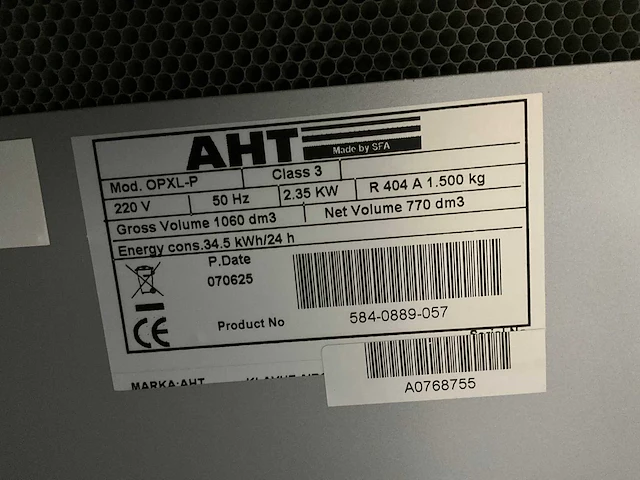 AHT
Made by SFA
Mod. OPXL-P Class 3
220 V 50 Hz 2.35 KW R 404 A 1.500 kg
Gross Volume 1060 dm3 Net Volume 770 dm3
Energy cons.34.5 kWh/24 h
P.Date
070625
CE
584-0889-057
Product No
MARKA:AHT
A0768755